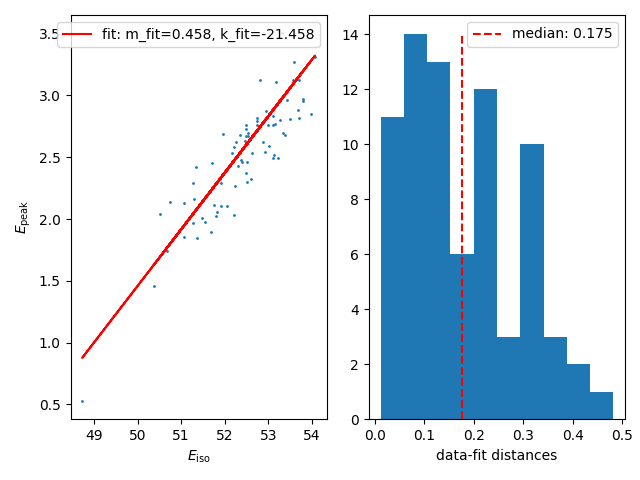 fit: m_fit=0.458, k_fit=-21.458
3.5
3.0
2.5
2.0
1.5
1.0
0.5
E_peak
49 50 51 52 53 54
E_iso
median: 0.175
14
12
10
8
6
4
2
0
0.0 0.1 0.2 0.3 0.4 0.5
data-fit distances